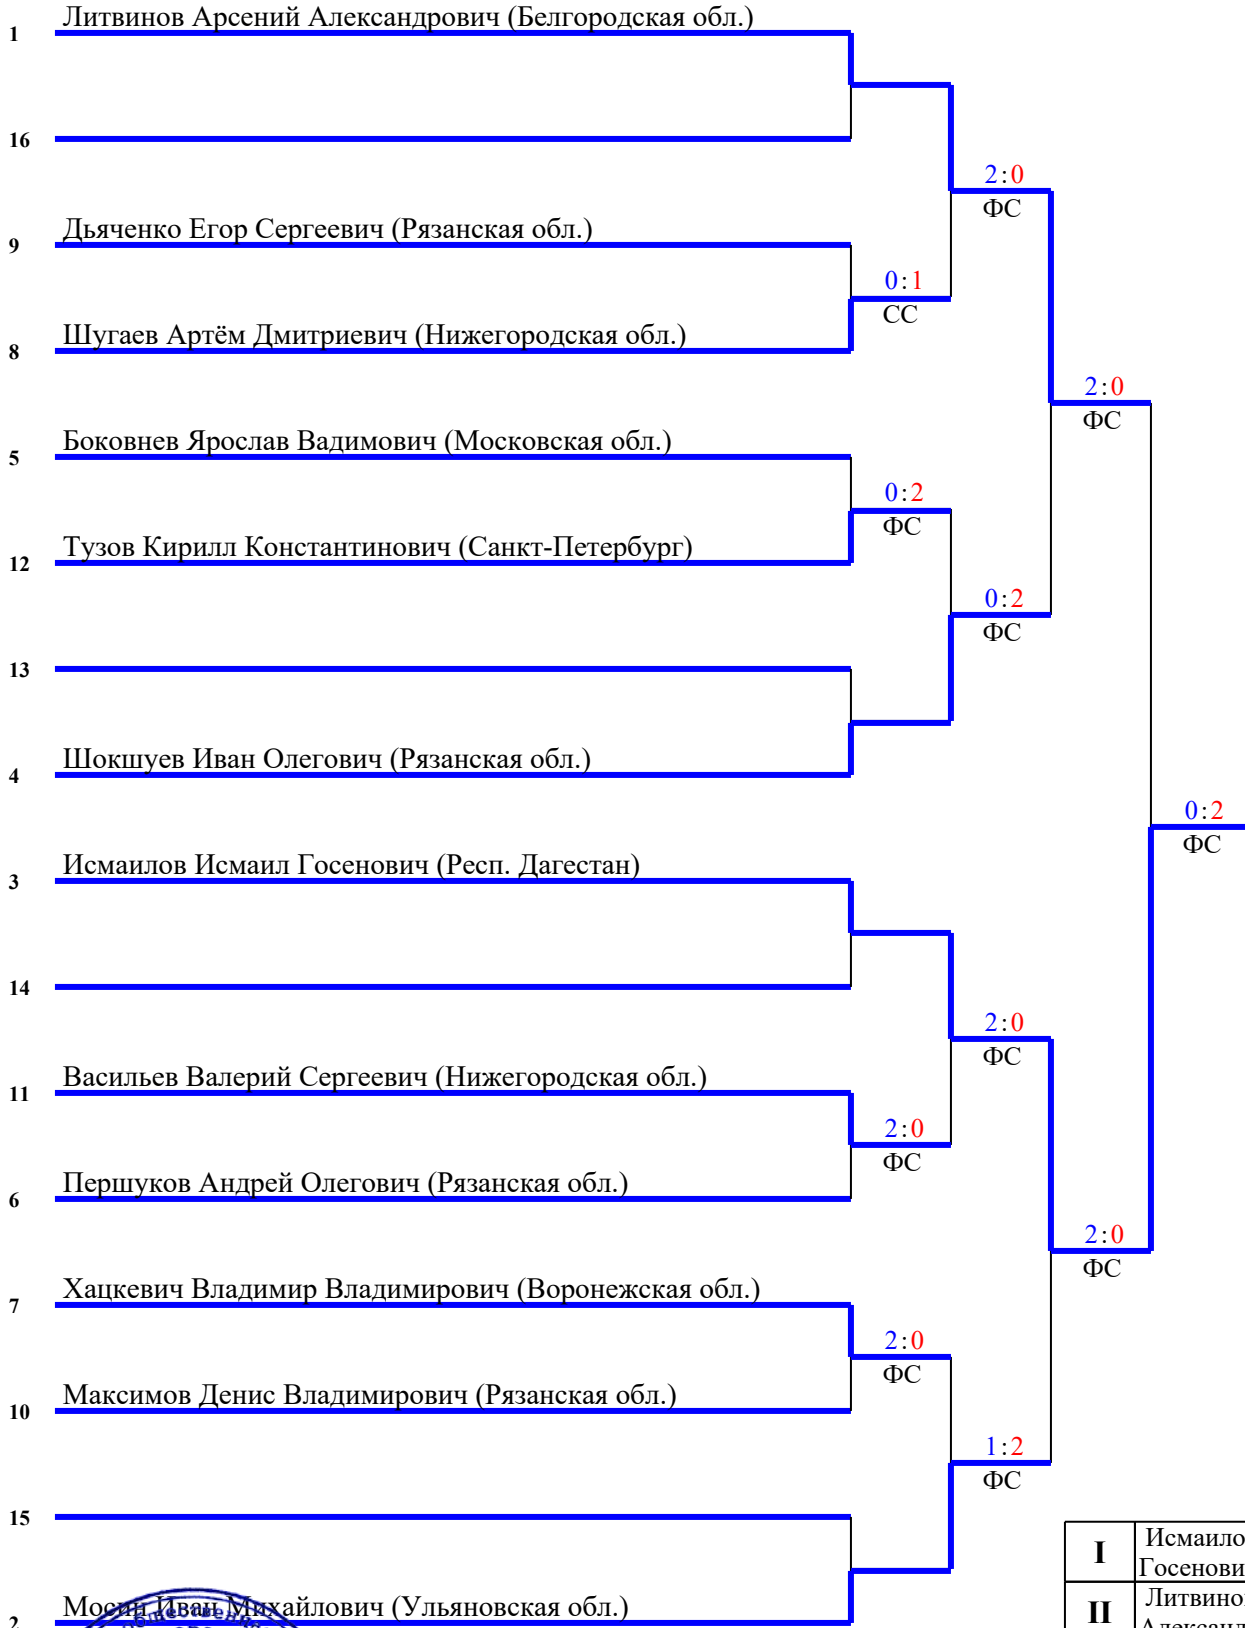 Литвинов Арсений Александрович (Белгородская обл.)
1
16
2:0
ФС
Дьяченко Егор Сергеевич (Рязанская обл.)
9
0:1
СС
Шугаев Артём Дмитриевич (Нижегородская обл.)
8
2:0
ФС
Боковнев Ярослав Вадимович (Московская обл.)
5
0:2
ФС
Тузов Кирилл Константинович (Санкт-Петербург)
12
0:2
ФС
13
Шокшуев Иван Олегович (Рязанская обл.)
4
0:2
ФС
Исмаилов Исмаил Госенович (Респ. Дагестан)
3
14
2:0
ФС
Васильев Валерий Сергеевич (Нижегородская обл.)
11
2:0
ФС
Першуков Андрей Олегович (Рязанская обл.)
6
2:0
ФС
Хацкевич Владимир Владимирович (Воронежская обл.)
7
2:0
ФС
Максимов Денис Владимирович (Рязанская обл.)
10
1:2
ФС
15
I Исмаило
Госенови
Мосин Иван Михайлович (Ульяновская обл.)
2
II Литвинов
Александ